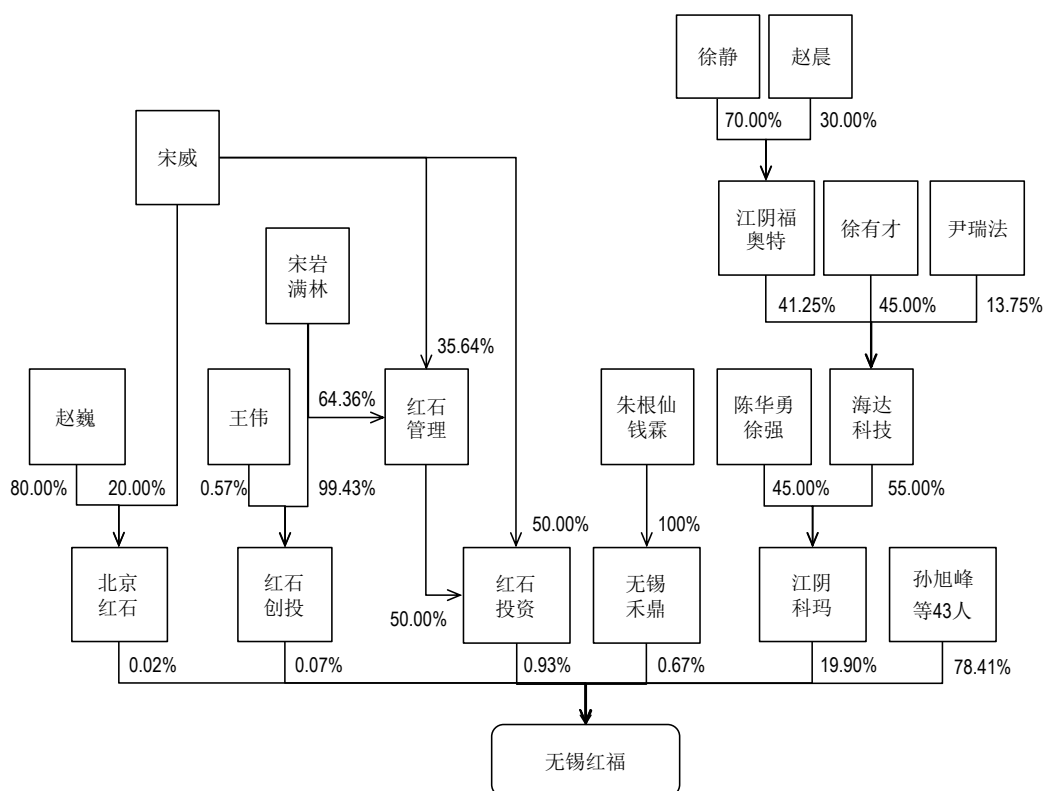 徐静
赵晨
70.00%
30.00%
宋威
江阴福
奥特
徐有才
尹瑞法
宋岩
满林
41.25%
45.00%
13.75%
35.64%
赵巍
王伟
64.36%
红石
管理
朱根仙
钱霖
陈华勇
徐强
海达
科技
80.00%
20.00%
0.57%
99.43%
45.00%
55.00%
50.00%
100%
北京
红石
红石
创投
50.00%
红石
投资
无锡
禾鼎
江阴
科玛
孙旭峰
等43人
0.02%
0.07%
0.93%
0.67%
19.90%
78.41%
无锡红福